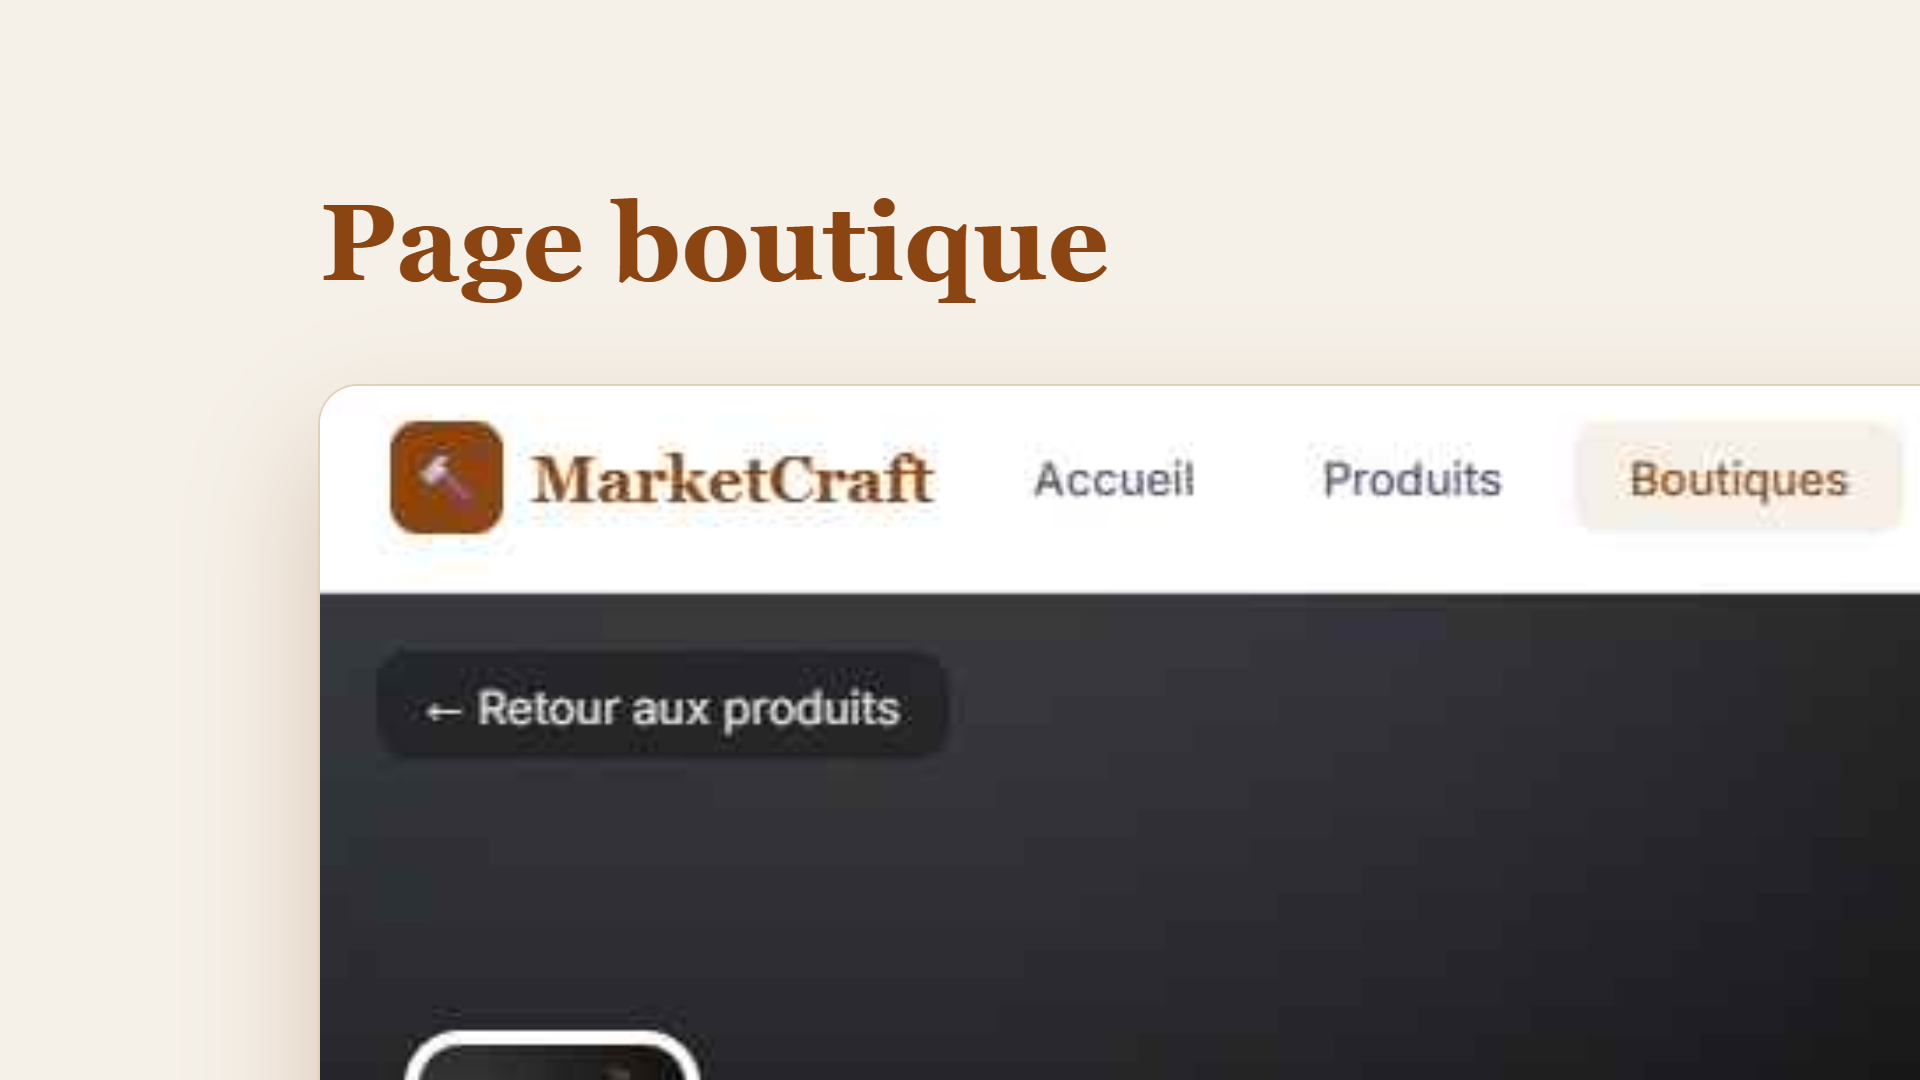 Page boutique
MarketCraft Accueil Produits Boutiques
← Retour aux produits